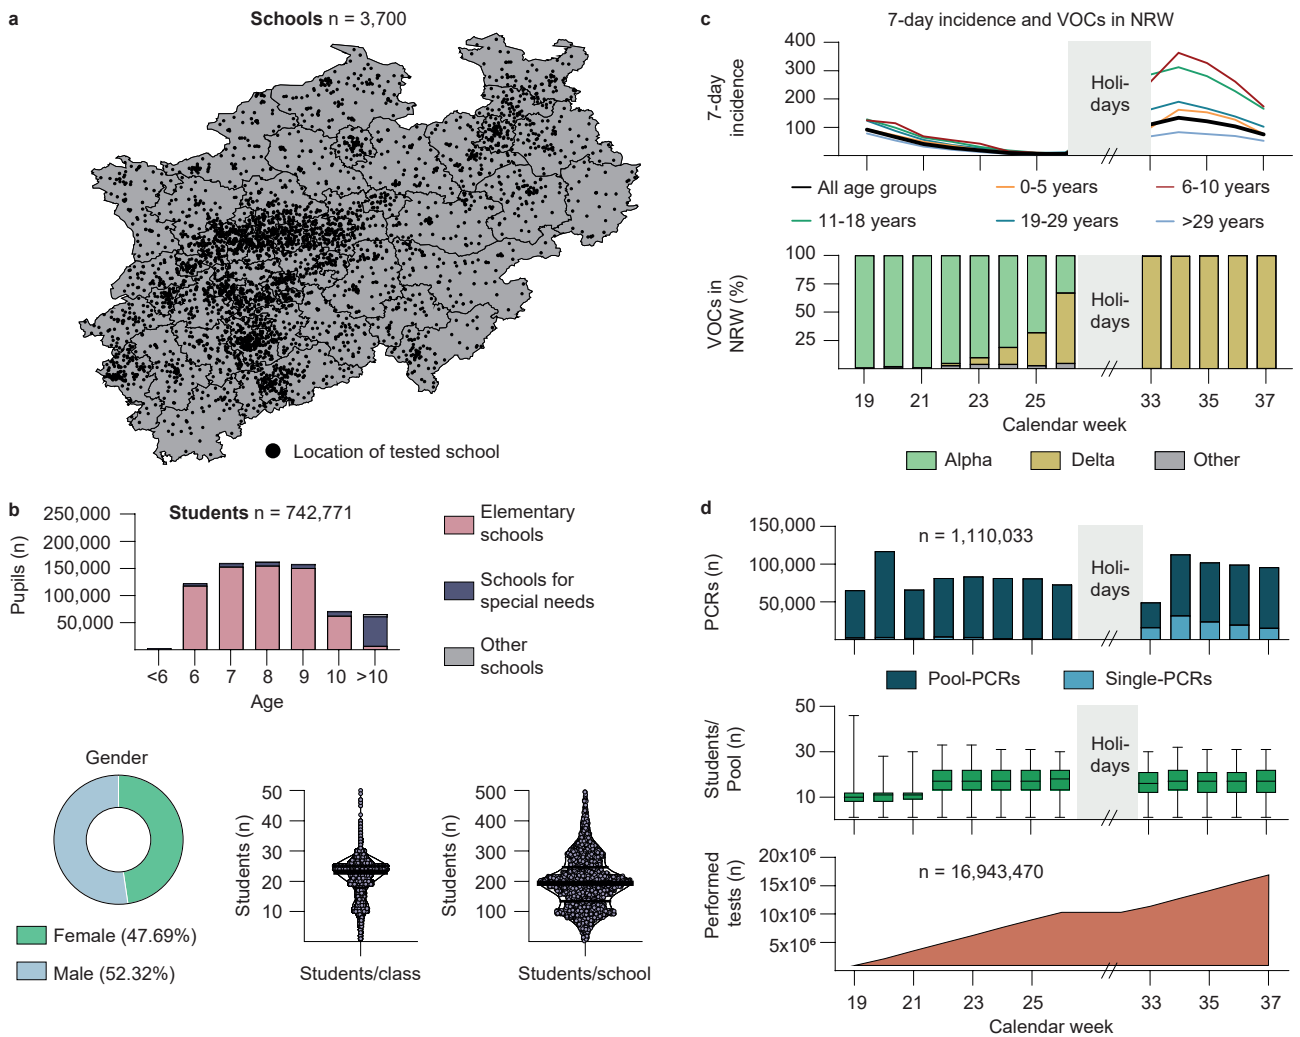 a
Schools n = 3,700
Location of tested school
b
Students n = 742,771
Pupils (n)
250,000
200,000
150,000
100,000
50,000
<6 6 7 8 9 10 >10
Age
Elementary
schools
Schools for
special needs
Other
schools
Gender
Female (47.69%)
Male (52.32%)
Students (n)
50
40
30
20
10
Students/class
Students (n)
500
400
300
200
100
Students/school
c
7-day incidence and VOCs in NRW
7-day
incidence
400
300
200
100
Holi-
days
All age groups
0-5 years
6-10 years
11-18 years
19-29 years
>29 years
VOCs in
NRW (%)
100
75
50
25
Holi-
days
19 21 23 25 33 35 37
Calendar week
Alpha
Delta
Other
d
PCRs (n)
150,000
100,000
50,000
n = 1,110,033
Holi-
days
Pool-PCRs
Single-PCRs
Students/
Pool (n)
50
30
10
Holi-
days
Performed
tests (n)
20x10⁶
15x10⁶
10x10⁶
5x10⁶
n = 16,943,470
19 21 23 25 33 35 37
Calendar week